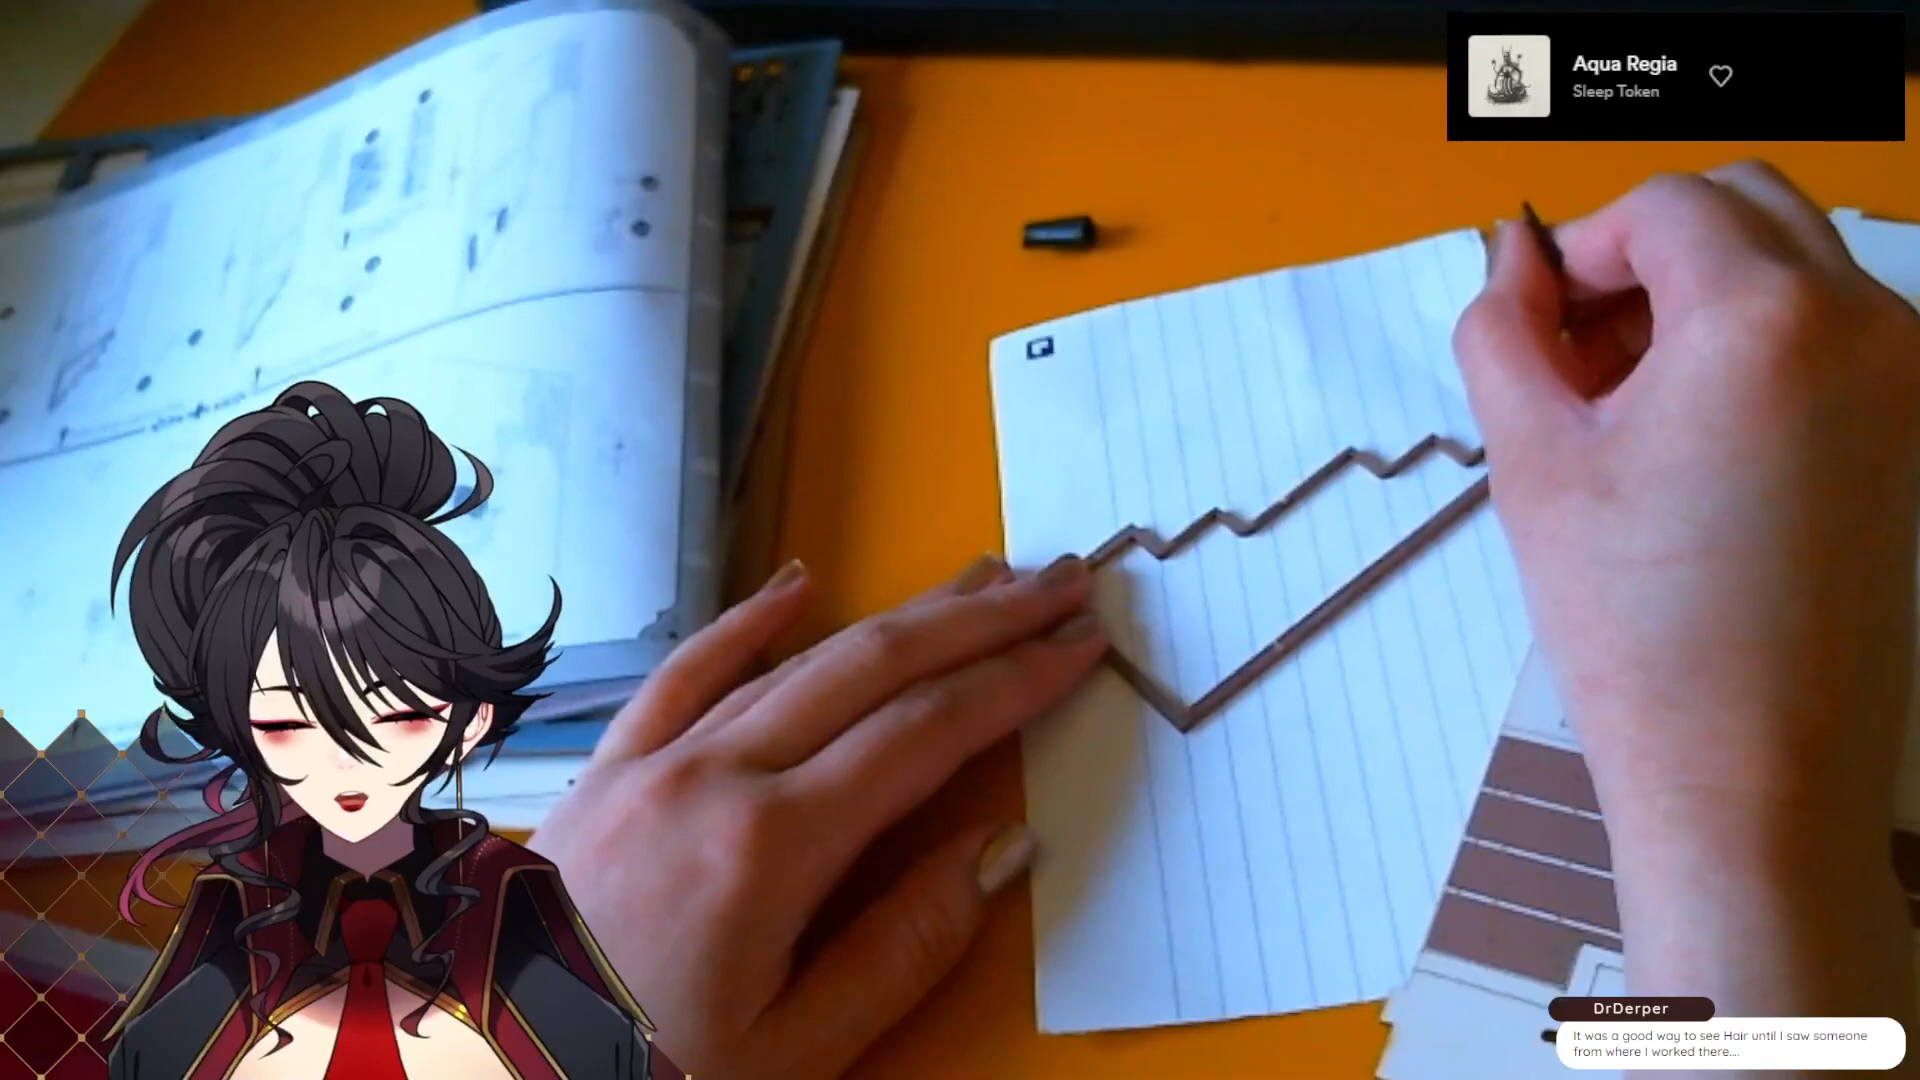 Aqua Regia
Sleep Token
DrDerper
It was a good way to see Hair until I saw someone
from where I worked there....